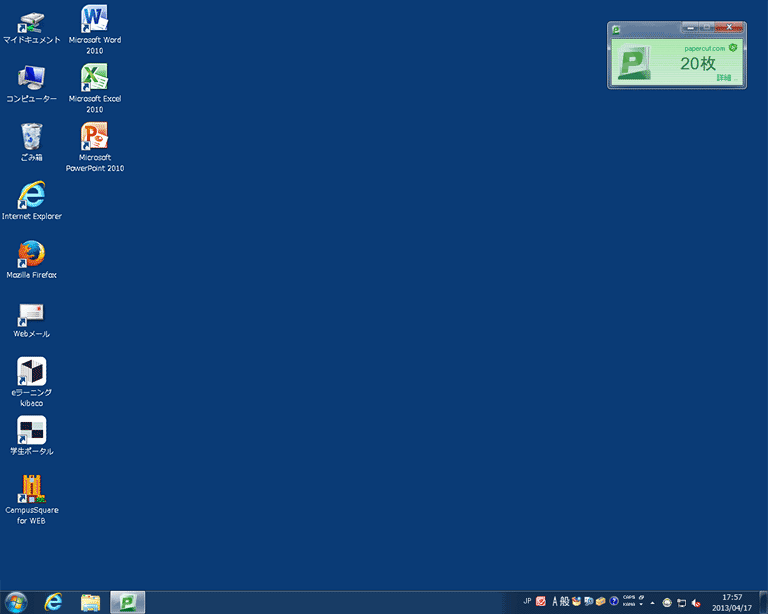 マイドキュメント
Microsoft Word
2010
コンピューター
Microsoft Excel
2010
ごみ箱
Microsoft
PowerPoint 2010
Internet Explorer
Mozilla Firefox
Webメール
eラーニング
kibaco
学生ポータル
CampusSquare
for WEB
papercut.com
20枚
詳細...
JP
A 般
CAPS
KANA
17:57
2013/04/17